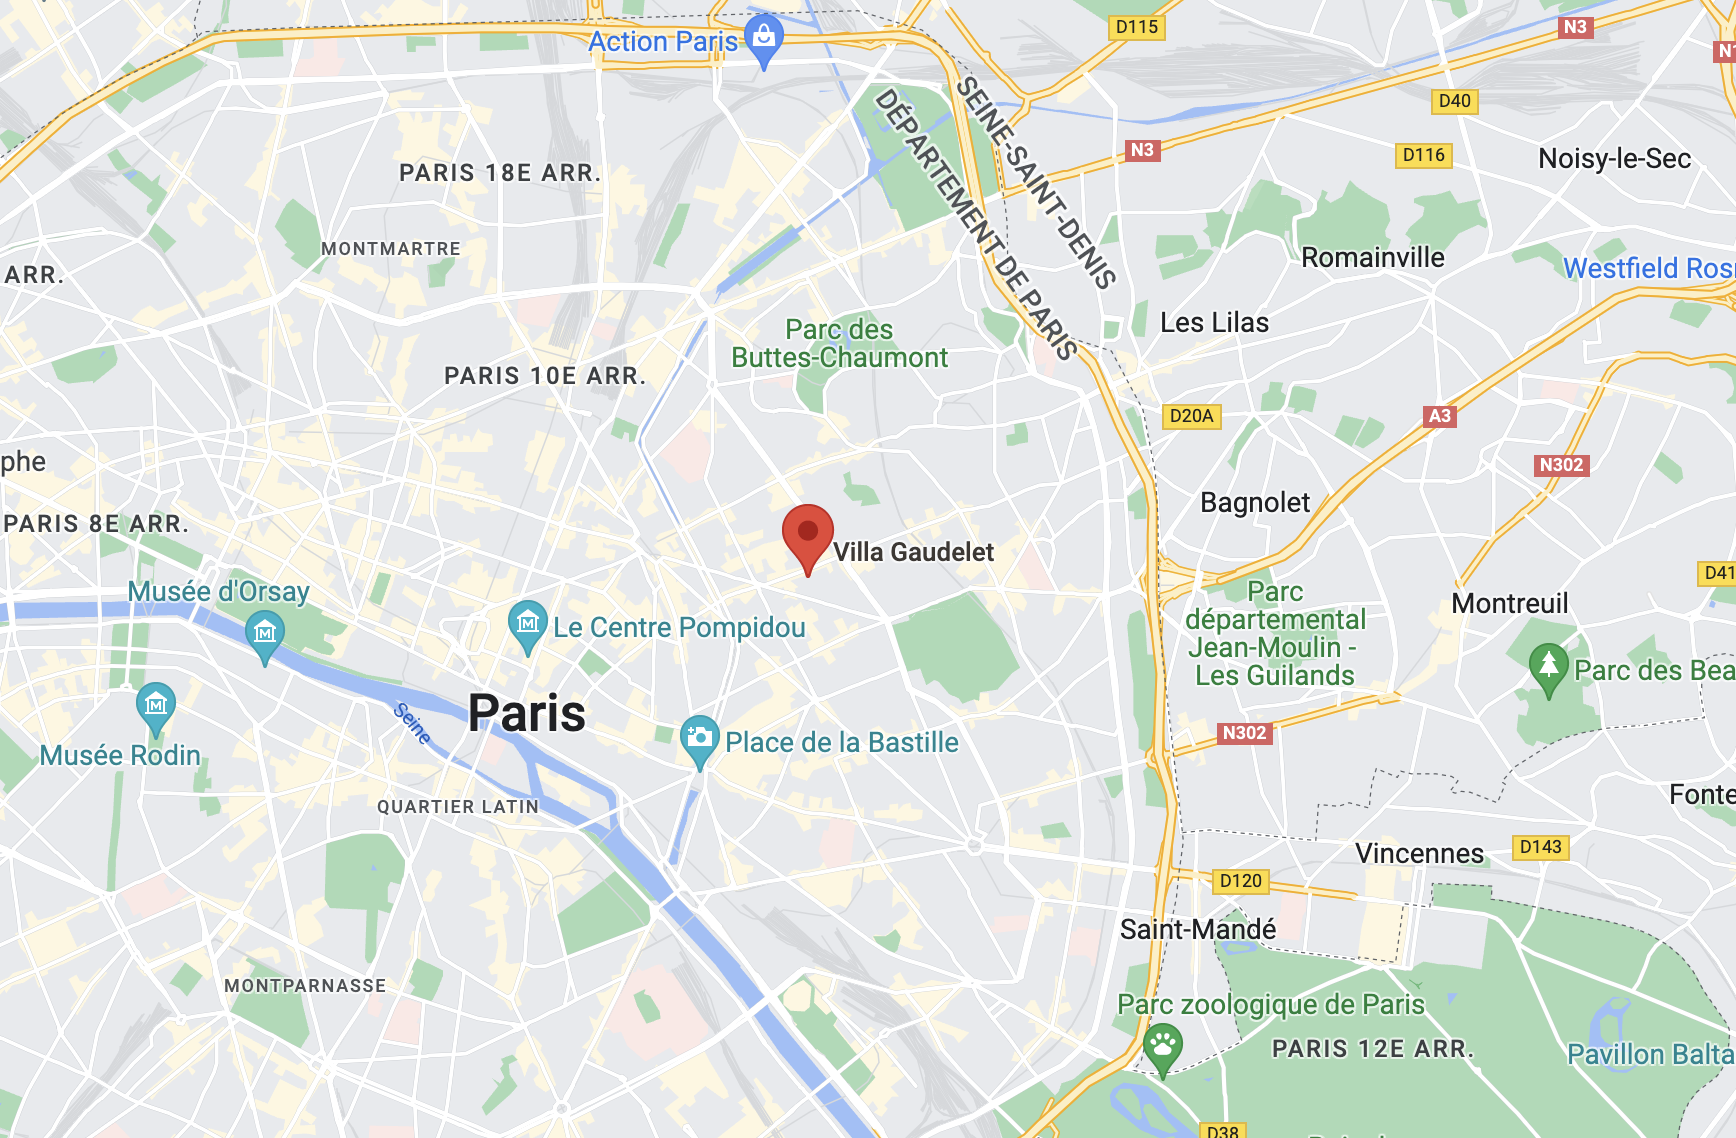 D115
N3
N1
Action Paris
D40
SEINE-SAINT-DENIS
DÉPARTEMENT DE PARIS
N3
D116
Noisy-le-Sec
PARIS 18E ARR.
MONTMARTRE
Romainville
ARR.
Westfield Rosn
Parc des
Buttes-Chaumont
Les Lilas
PARIS 10E ARR.
D20A
A3
phe
N302
Bagnolet
PARIS 8E ARR.
Villa Gaudelet
D41
Musée d'Orsay
Parc
départemental
Jean-Moulin -
Les Guilands
Montreuil
Le Centre Pompidou
Parc des Bea
Paris
Seine
N302
Place de la Bastille
Musée Rodin
QUARTIER LATIN
Fonte
Vincennes
D143
D120
Saint-Mandé
MONTPARNASSE
Parc zoologique de Paris
PARIS 12E ARR.
Pavillon Balta
D38